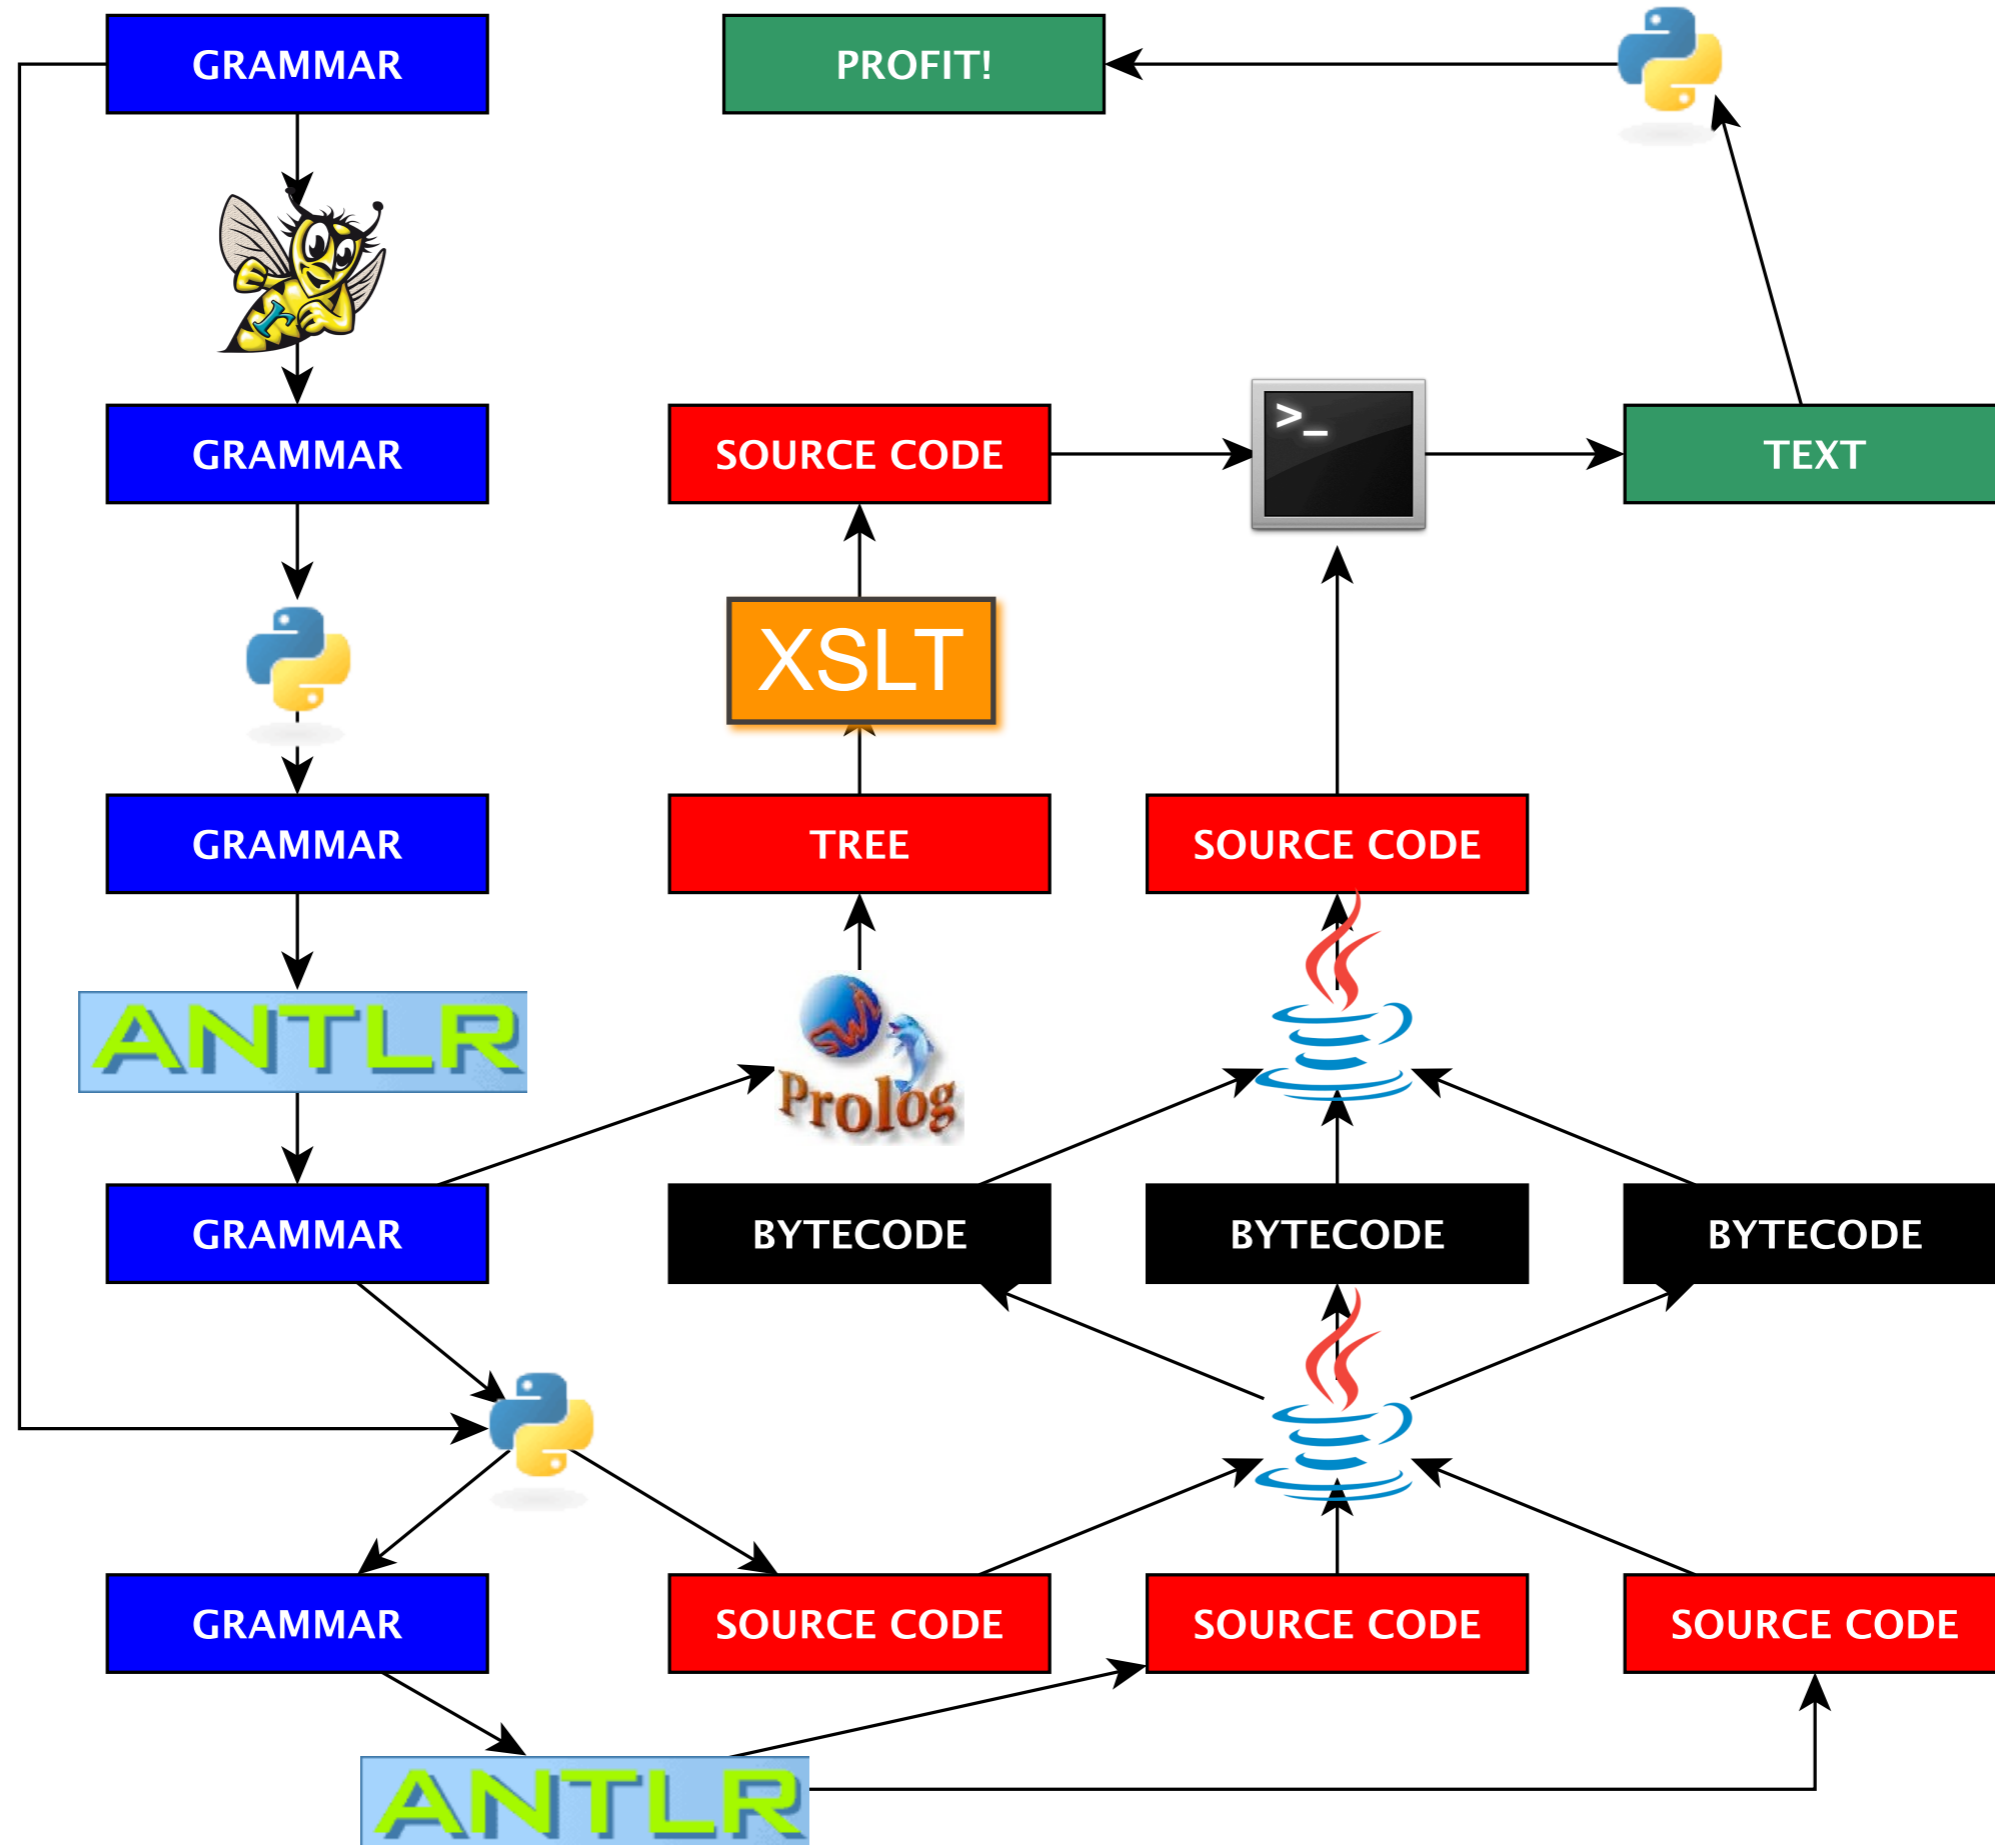 GRAMMAR
PROFIT!
r
GRAMMAR
SOURCE CODE
>_
TEXT
XSLT
GRAMMAR
TREE
SOURCE CODE
ANTLR
SWI
Prolog
GRAMMAR
BYTECODE
BYTECODE
BYTECODE
GRAMMAR
SOURCE CODE
SOURCE CODE
SOURCE CODE
ANTLR